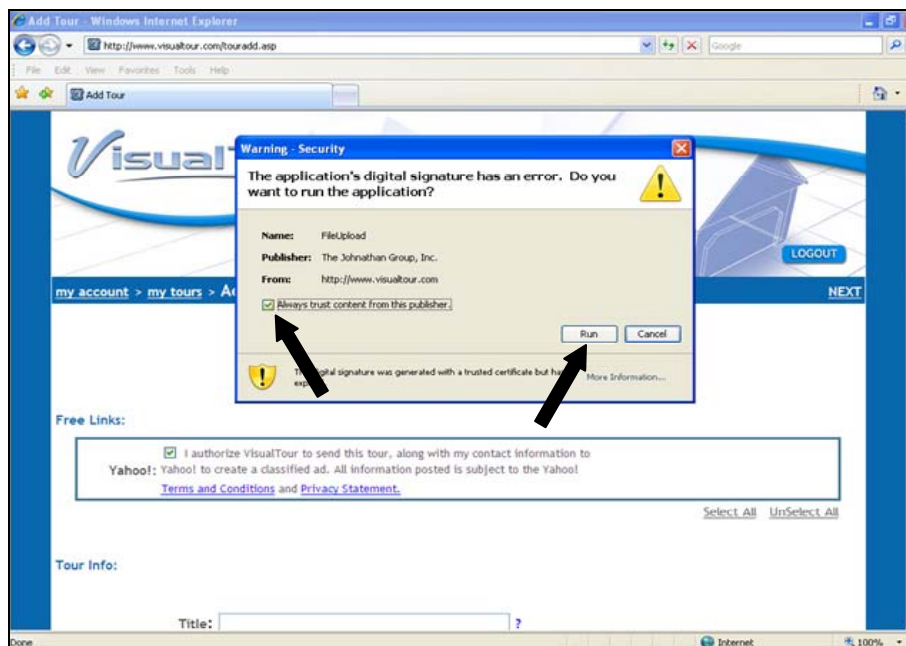 Add Tour - Windows Internet Explorer
http://www.visualtour.com/touradd.asp
Google
File Edit View Favorites Tools Help
Add Tour
Visual
Warning - Security
The application's digital signature has an error. Do you
want to run the application?
Name: FileUpload
Publisher: The Johnathan Group, Inc.
From: http://www.visualtour.com
Always trust content from this publisher.
Run Cancel
digital signature was generated with a trusted certificate but
More Information...
LOGOUT
my account > my tours >
NEXT
Free Links:
I authorize VisualTour to send this tour, along with my contact information to
Yahoo!: Yahoo! to create a classified ad. All information posted is subject to the Yahoo!
Terms and Conditions and Privacy Statement.
Select All UnSelect All
Tour Info:
Title: ?
Done Internet 100%